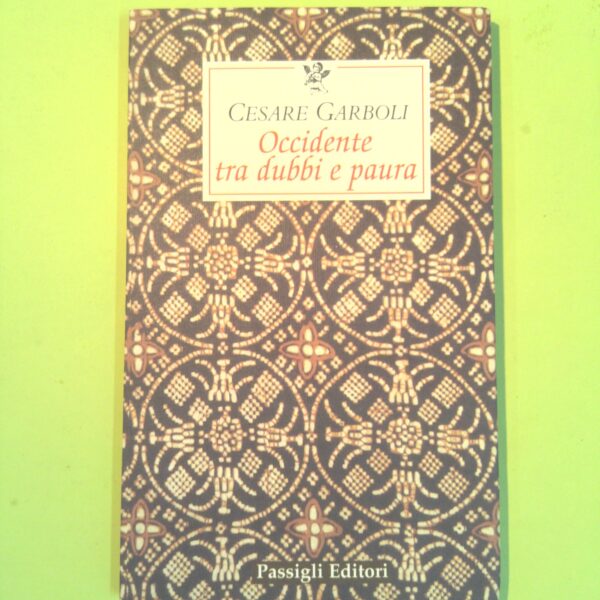 CESARE GARBOLI
Occidente
tra dubbi e paura
Passigli Editori